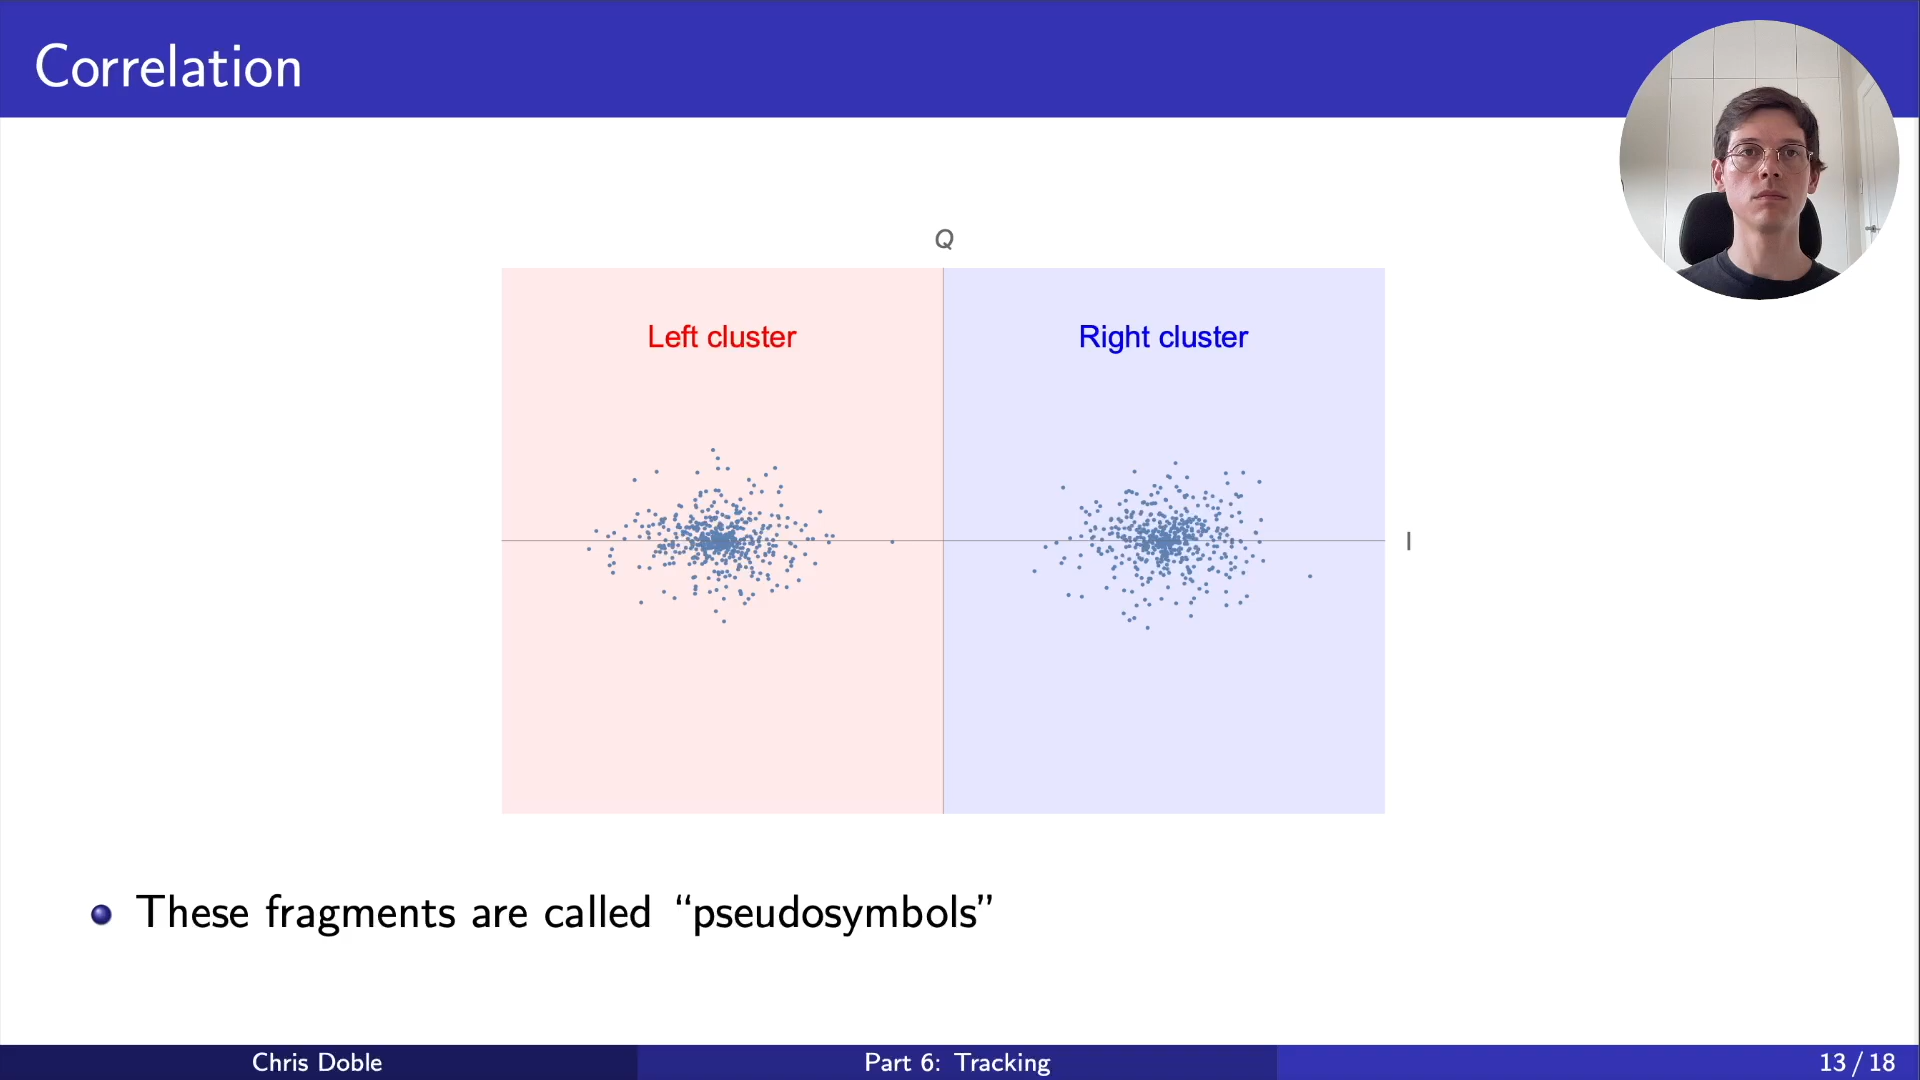 Correlation
Q
Left cluster
Right cluster
I
These fragments are called “pseudosymbols”
Chris Doble
Part 6: Tracking
13 / 18